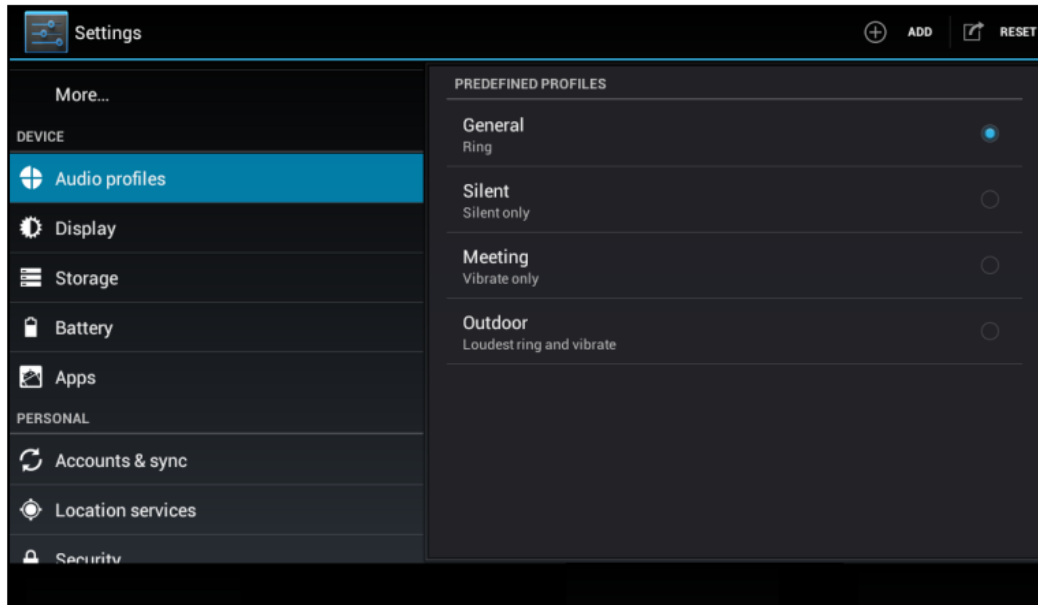 Settings
ADD
RESET
More...
DEVICE
Audio profiles
Display
Storage
Battery
Apps
PERSONAL
Accounts & sync
Location services
Security
PREDEFINED PROFILES
General
Ring
Silent
Silent only
Meeting
Vibrate only
Outdoor
Loudest ring and vibrate